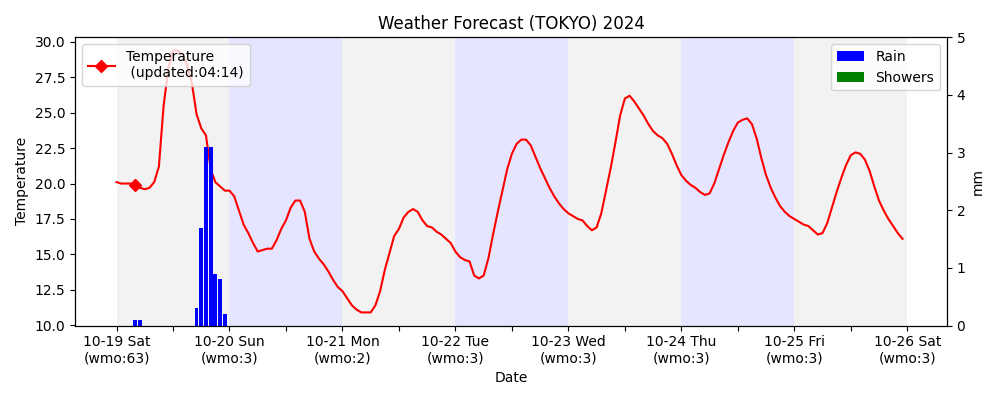 Weather Forecast (TOKYO) 2024
Temperature
(updated:04:14)
Rain
Showers
30.0
27.5
25.0
22.5
20.0
17.5
15.0
12.5
10.0
Temperature
5
4
3
2
1
0
mm
10-19 Sat
(wmo:63)
10-20 Sun
(wmo:3)
10-21 Mon
(wmo:2)
10-22 Tue
(wmo:3)
10-23 Wed
(wmo:3)
10-24 Thu
(wmo:3)
10-25 Fri
(wmo:3)
10-26 Sat
(wmo:3)
Date